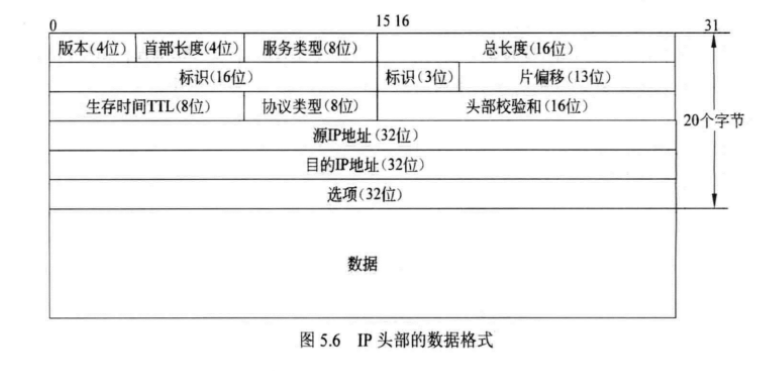 0 15 16 31
版本(4位) 首部长度(4位) 服务类型(8位) 总长度(16位)
标识(16位) 标识(3位) 片偏移(13位)
生存时间TTL(8位) 协议类型(8位) 头部校验和(16位)
20个字节
源IP地址(32位)
目的IP地址(32位)
选项(32位)
数据
图 5.6 IP 头部的数据格式